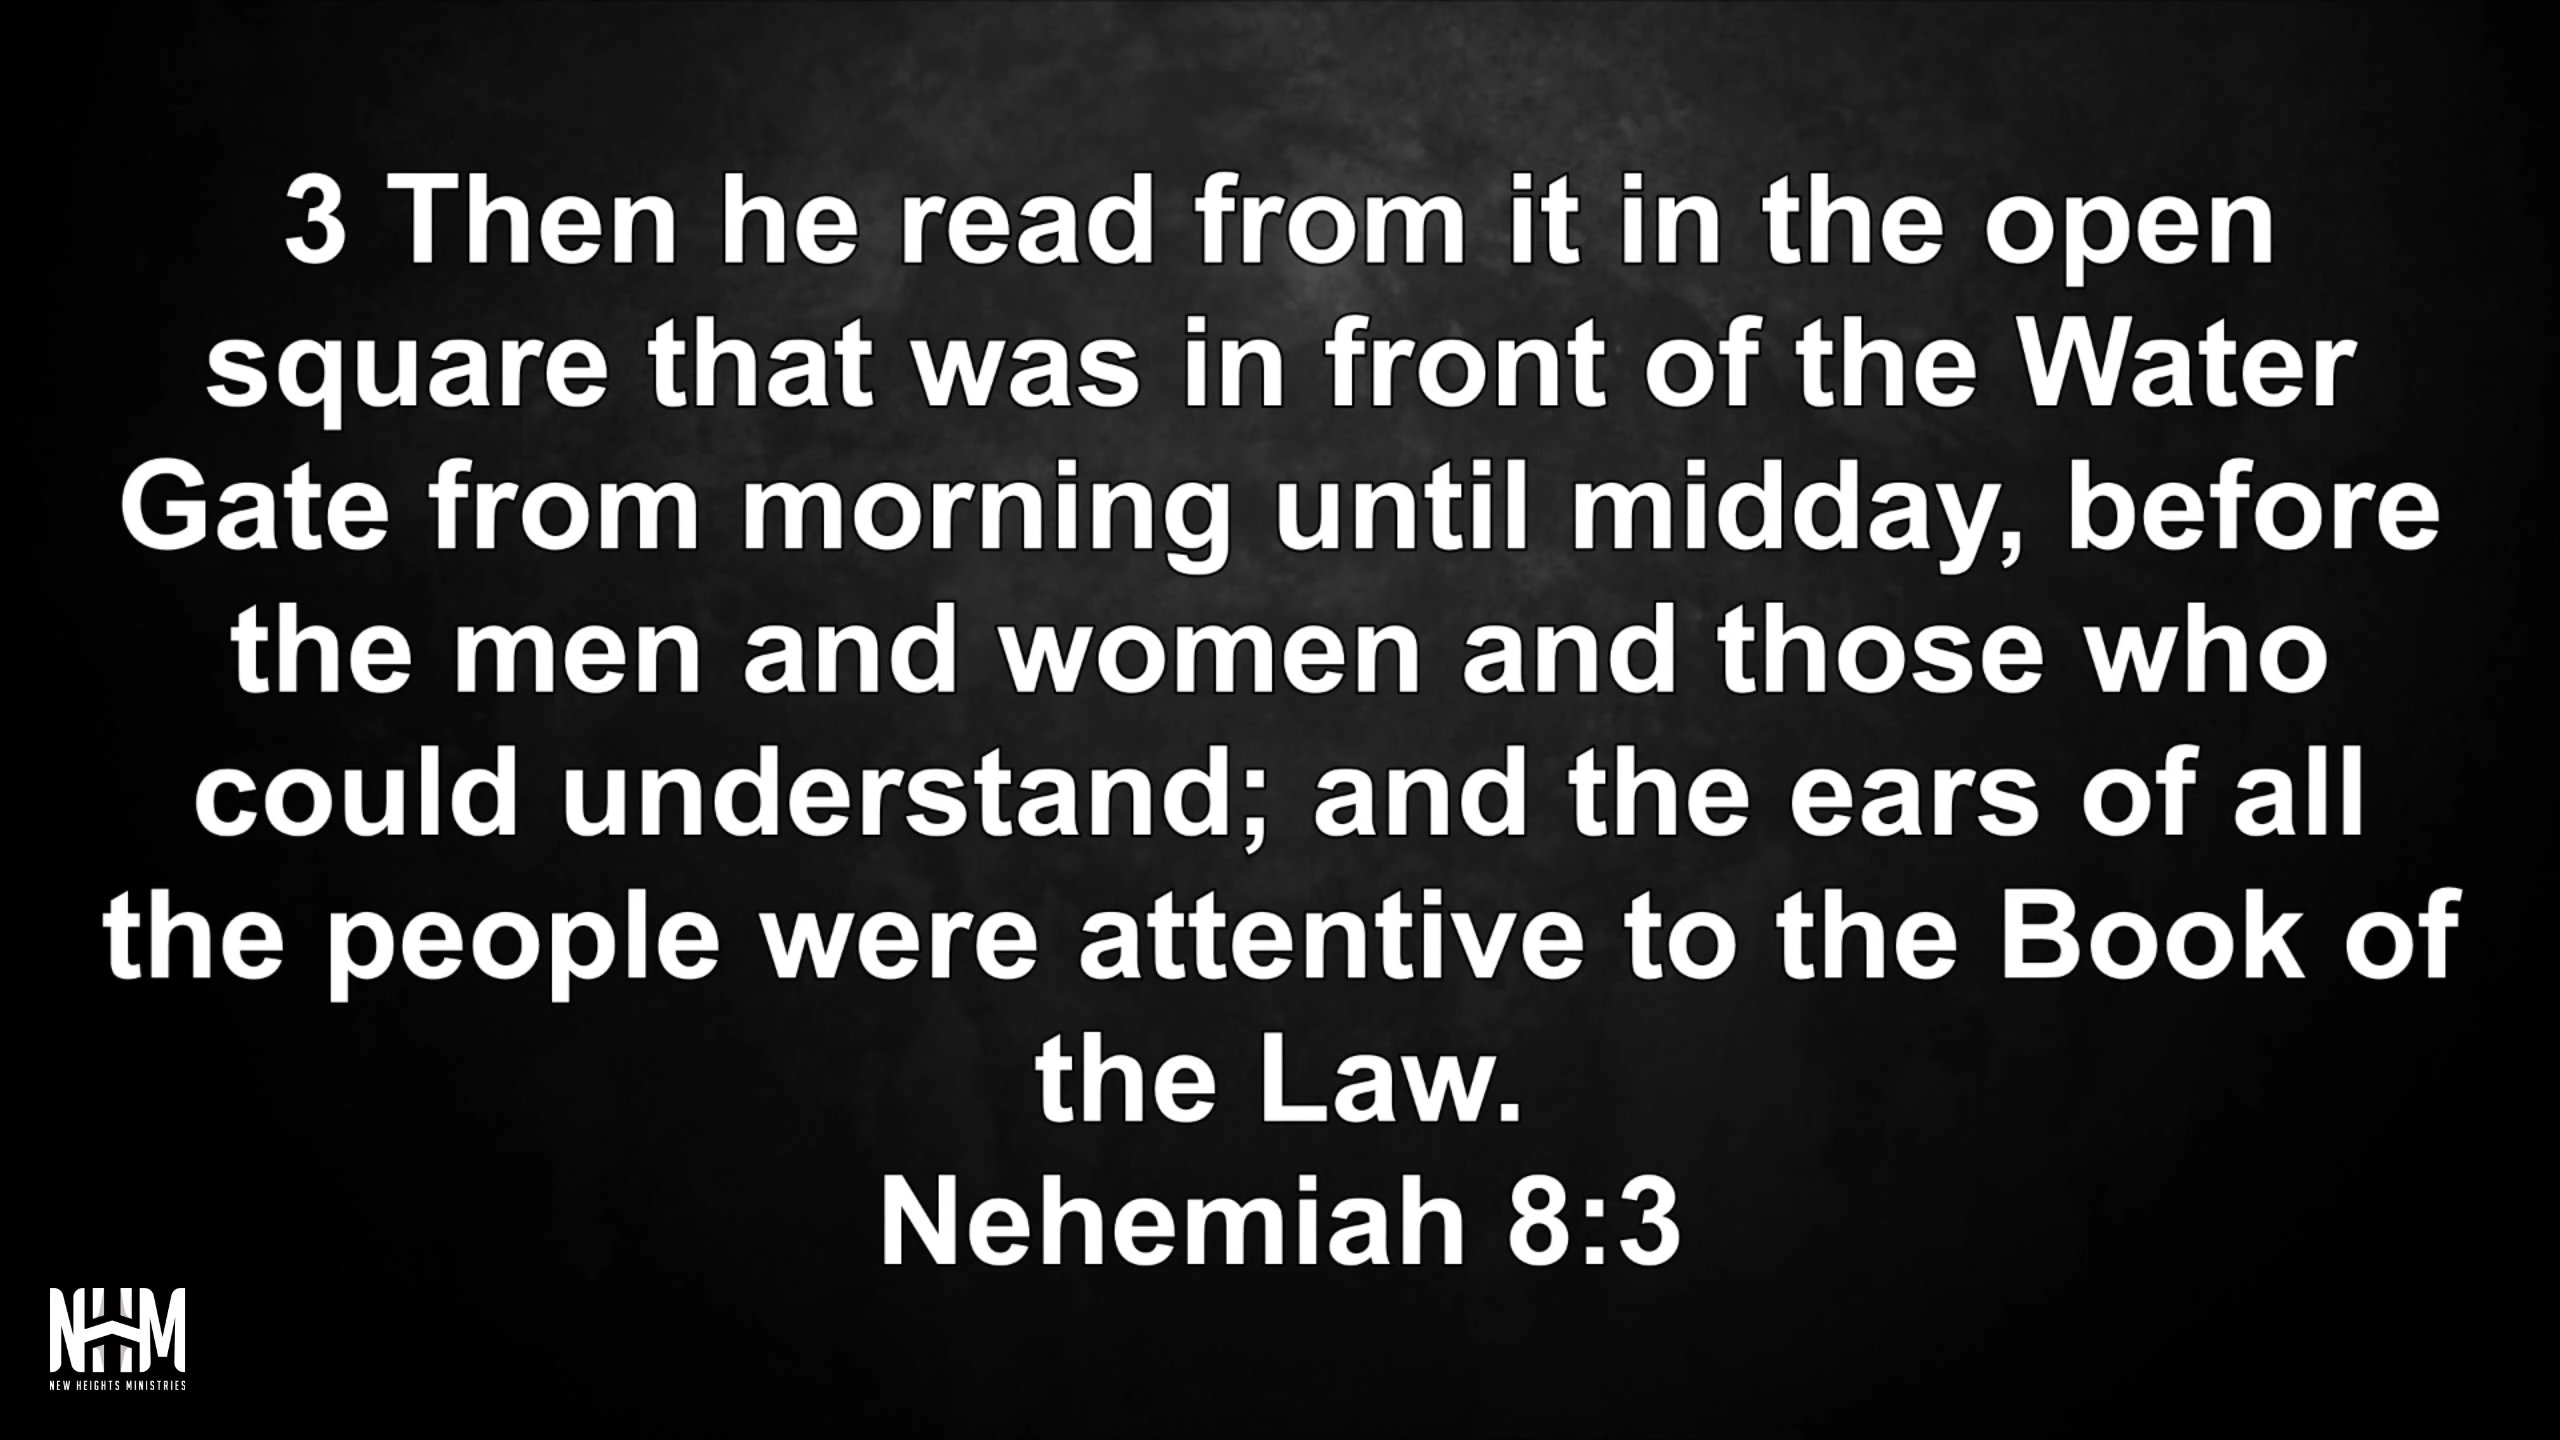 3 Then he read from it in the open
square that was in front of the Water
Gate from morning until midday, before
the men and women and those who
could understand; and the ears of all
the people were attentive to the Book of
the Law.
Nehemiah 8:3
NHM
NEW HEIGHTS MINISTRIES